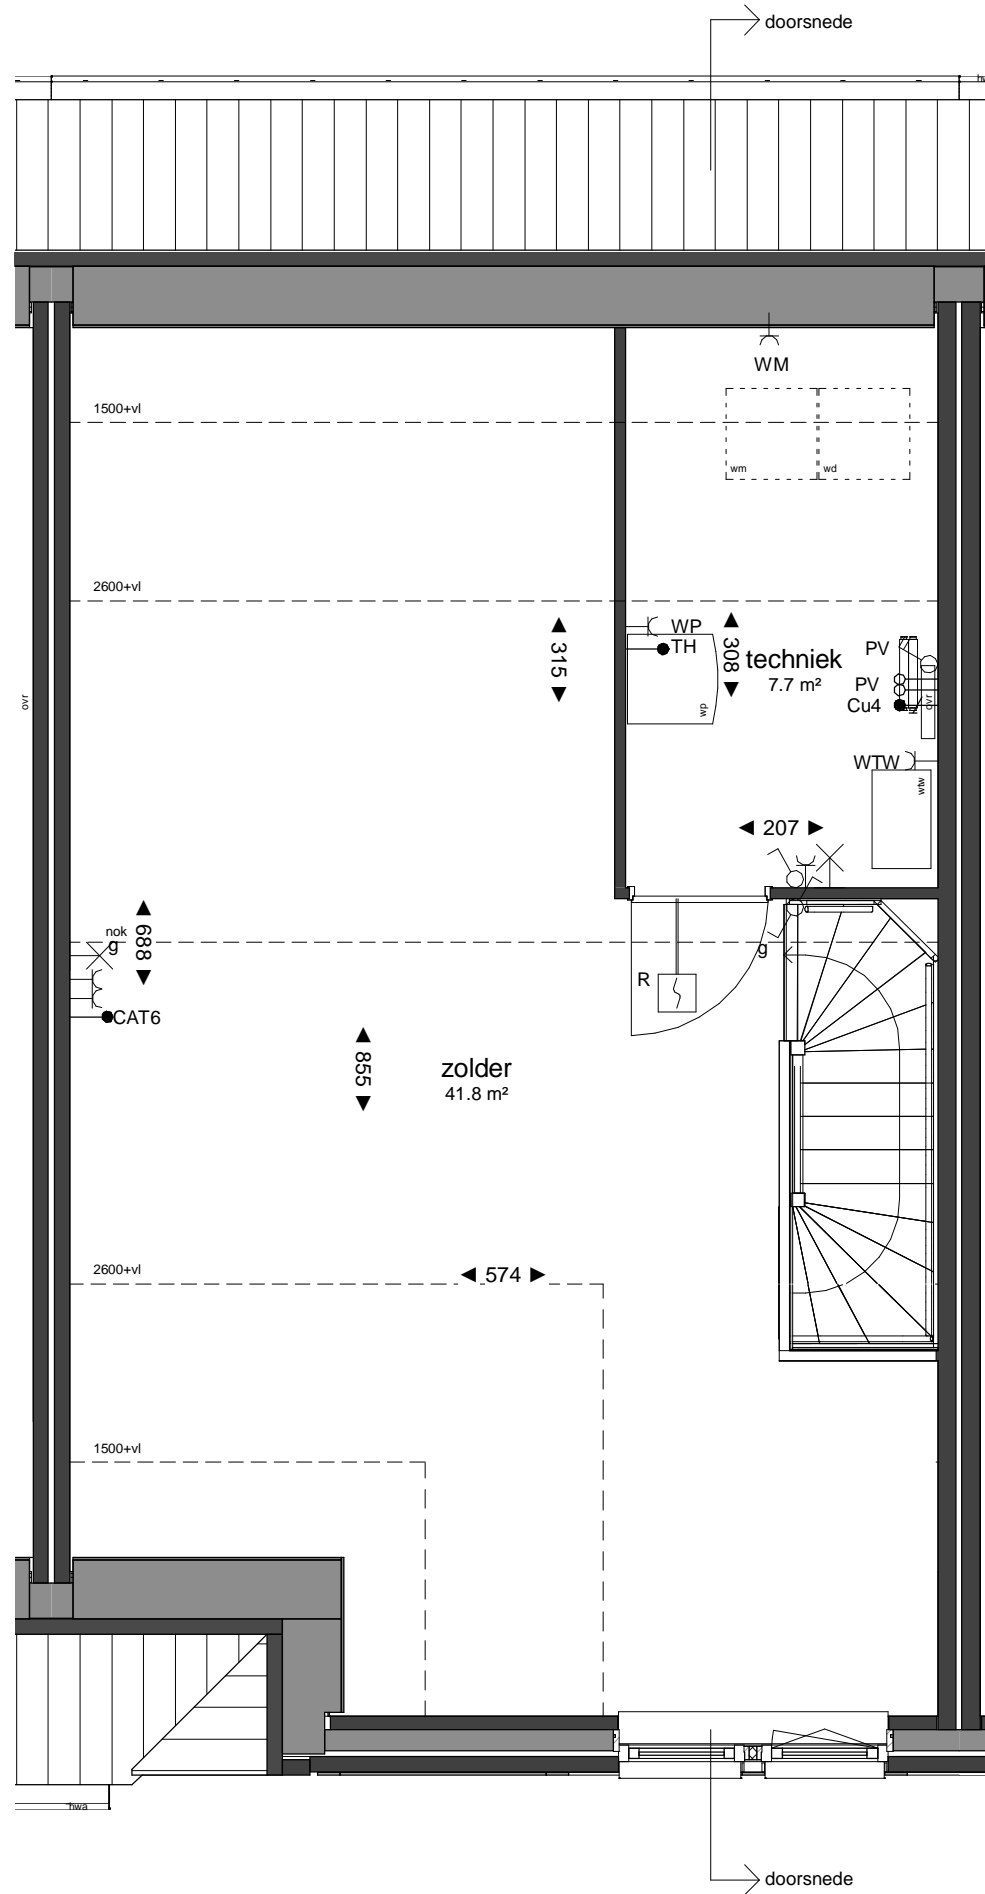 doorsnede
WM
1500+vl
wm
wd
2600+vl
WP
TH
315
308
techniek
7.7 m²
PV
PV
Cu4
ovr
ovr
wp
WTW
wtw
207
688
nok
g
g
R
CAT6
855
zolder
41.8 m²
2600+vl
574
1500+vl
hwa
doorsnede